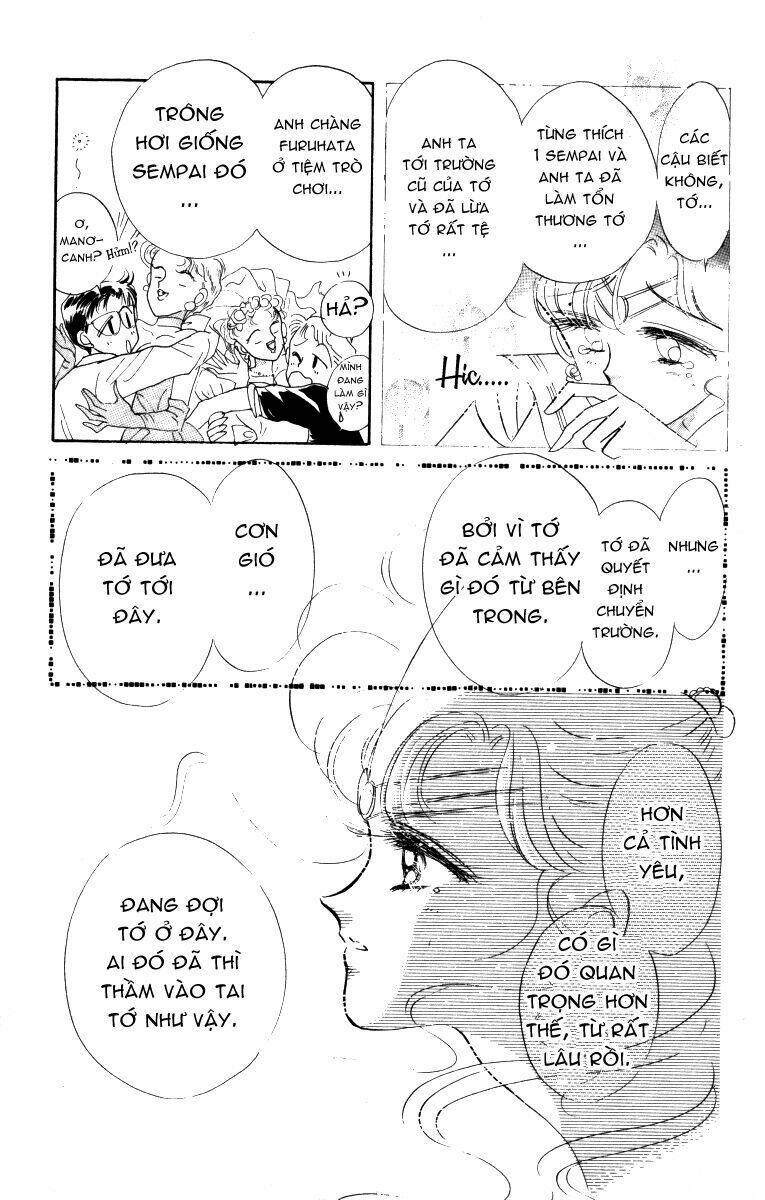 CÁC
CẬU BIẾT
KHÔNG,
TỚ...
TỪNG THÍCH
1 SEMPAI VÀ
ANH TA ĐÃ
LÀM TỔN
THƯƠNG TỚ
...
ANH TA
TỚI TRƯỜNG
CŨ CỦA TỚ
VÀ ĐÃ LỪA
TỚ RẤT TỆ
...
Híc.....
ANH CHÀNG
FURUHATA
Ở TIỆM TRÒ
CHƠI...
TRÔNG
HƠI GIỐNG
SEMPAI ĐÓ
...
HẢ?
MÌNH
ĐANG
LÀM GÌ
VẬY?
Ơ,
MANO-
CANH? Hừm!?
NHƯNG
...
TỚ ĐÃ
QUYẾT
ĐỊNH
CHUYỂN
TRƯỜNG.
BỞI VÌ TỚ
ĐÃ CẢM THẤY
GÌ ĐÓ TỪ BÊN
TRONG.
CƠN
GIÓ
...
ĐÃ ĐƯA
TỚ TỚI
ĐÂY.
HƠN
CẢ TÌNH
YÊU,
CÓ GÌ
ĐÓ QUAN
TRỌNG HƠN
THẾ, TỪ RẤT
LÂU RỒI.
ĐANG ĐỢI
TỚ Ở ĐÂY.
AI ĐÓ ĐÃ THÌ
THẦM VÀO TAI
TỚ NHƯ VẬY.